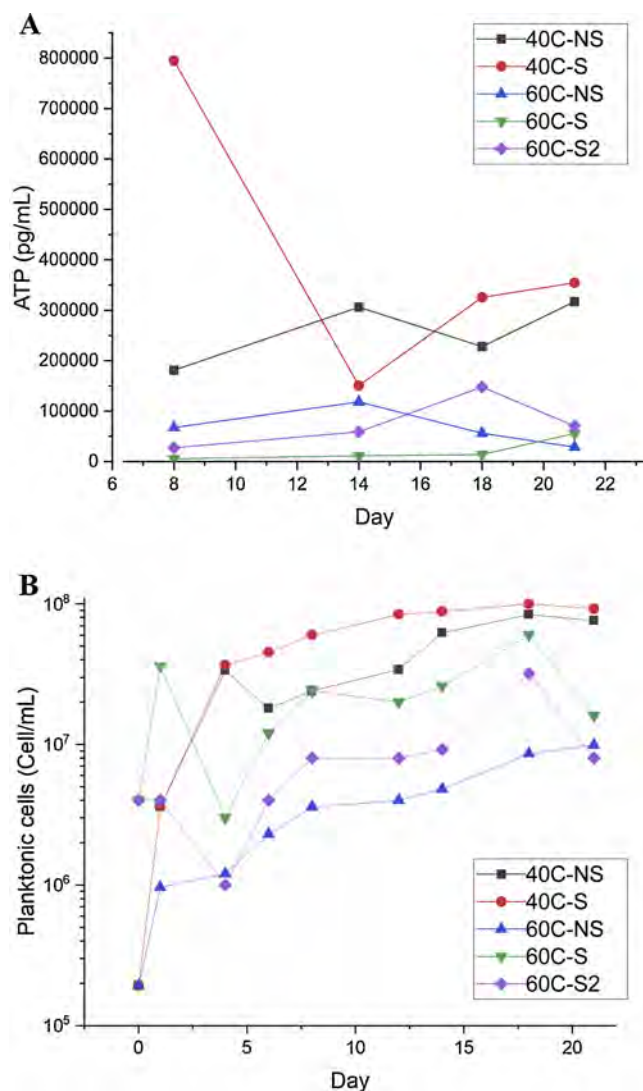 A
800000
700000
600000
500000
400000
300000
200000
100000
0
ATP (pg/mL)
6 8 10 12 14 16 18 20 22
Day
40C-NS
40C-S
60C-NS
60C-S
60C-S2
B
10⁸
10⁷
10⁶
10⁵
Planktonic cells (Cell/mL)
0 5 10 15 20
Day
40C-NS
40C-S
60C-NS
60C-S
60C-S2